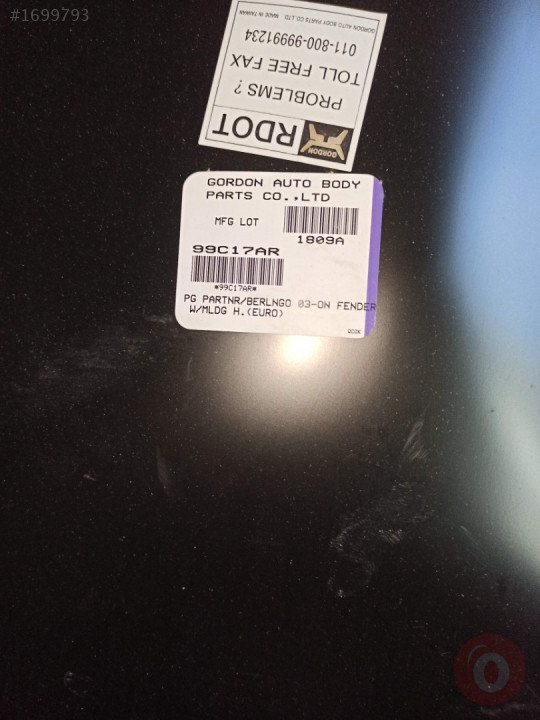 #1699793
GORDON AUTO BODY PARTS CO.,LTD. MADE IN TAIWAN
011-800-99991234
TOLL FREE FAX
PROBLEMS ?
RDOT
GORDON
GORDON AUTO BODY
PARTS CO.,LTD
MFG LOT
1809A
99C17AR
*99C17AR*
PG PARTNR/BERLNGO 03-ON FENDER
W/MLDG H.(EURO)